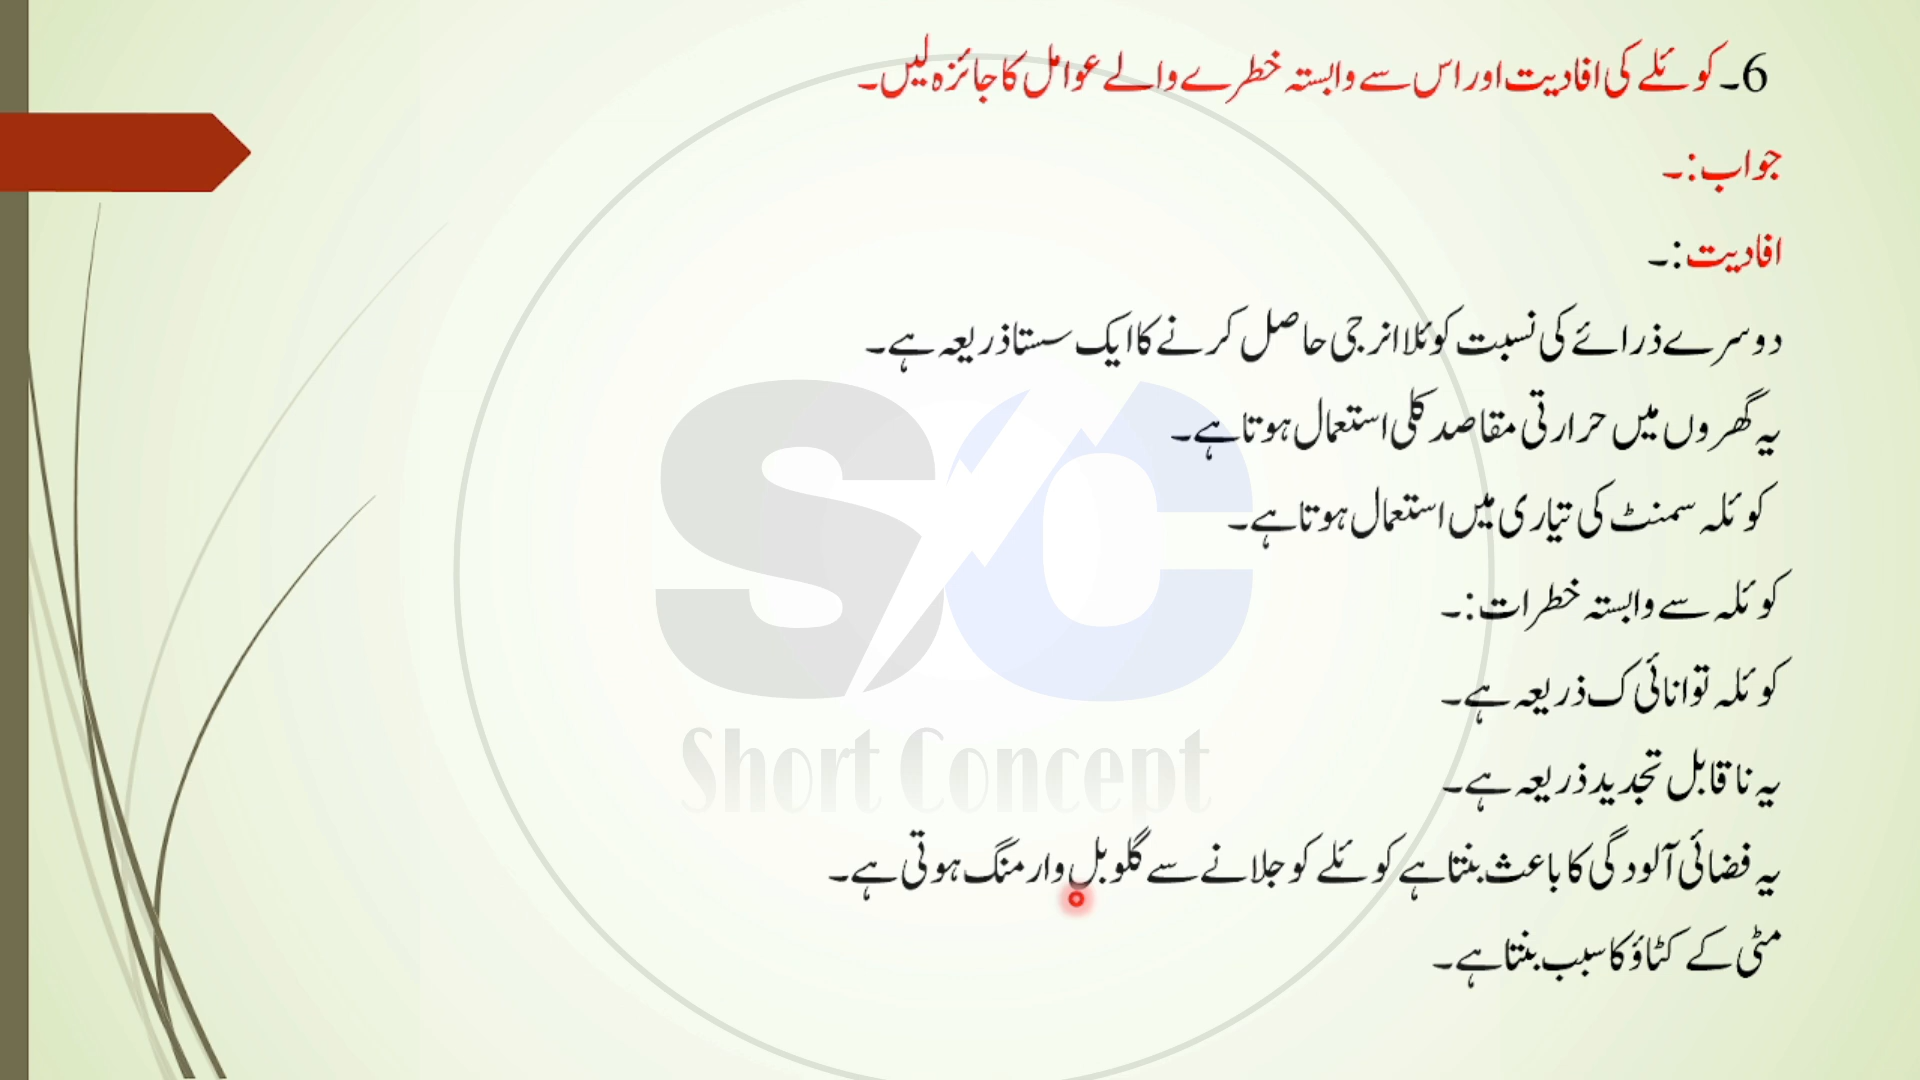 6۔ کوئلے کی افادیت اور اس سے وابستہ خطرے والے عوامل کا جائزہ لیں۔
جواب:۔
افادیت:۔
دوسرے ذرائے کی نسبت کوئلا انرجی حاصل کرنے کا ایک سستا ذریعہ ہے۔
یہ گھروں میں حرارتی مقاصد کلی استعمال ہوتا ہے۔
کوئلہ سمنٹ کی تیاری میں استعمال ہوتا ہے۔
کوئلہ سے وابستہ خطرات:۔
کوئلہ توانائی ک ذریعہ ہے۔
یہ نا قابل تجدید ذریعہ ہے۔
یہ فضائی آلودگی کا باعث بنتا ہے کوئلے کو جلانے سے گلوبل وارمنگ ہوتی ہے۔
مٹی کے کٹاؤ کا سبب بنتا ہے۔
SC
Short Concept